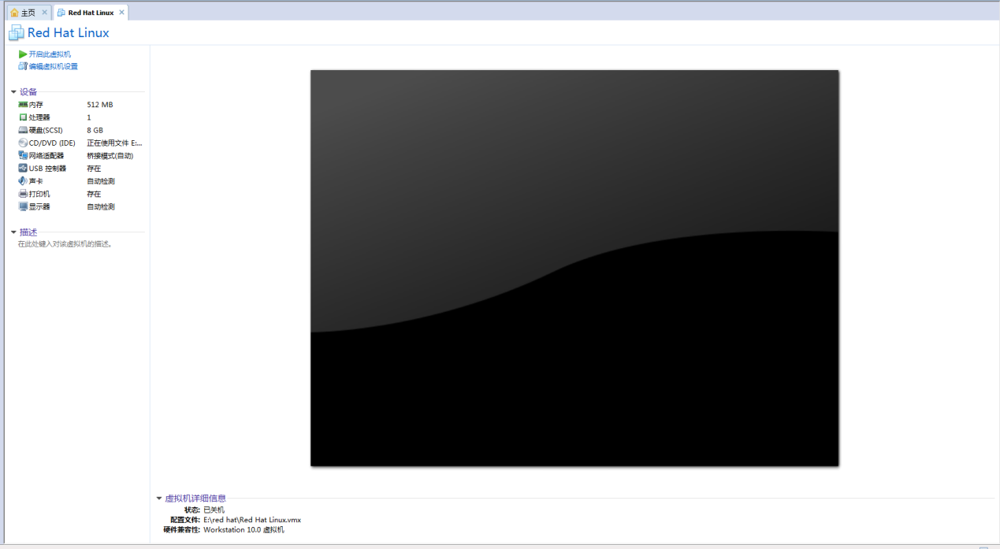 主页
Red Hat Linux
Red Hat Linux
开启此虚拟机
编辑虚拟机设置
设备
内存 512 MB
处理器 1
硬盘(SCSI) 8 GB
CD/DVD (IDE) 正在使用文件 E:...
网络适配器 桥接模式(自动)
USB 控制器 存在
声卡 自动检测
打印机 存在
显示器 自动检测
描述
在此处键入对该虚拟机的描述。
虚拟机详细信息
状态: 已关机
配置文件: E:\red hat\Red Hat Linux.vmx
硬件兼容性: Workstation 10.0 虚拟机